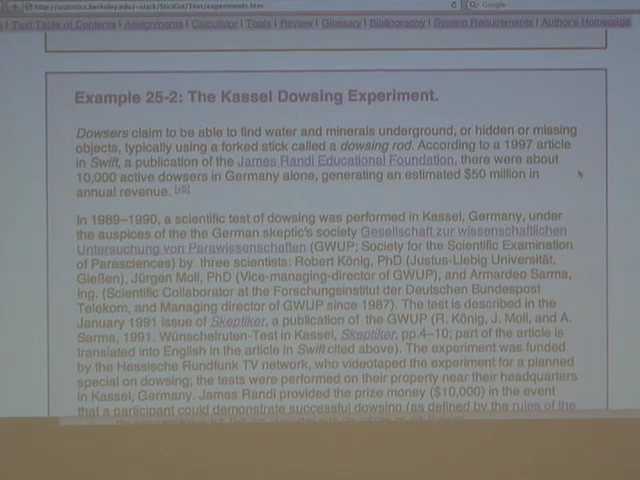 http://statistics.berkeley.edu/~stark/SticiGui/Text/experiments.htm
Google
Text Table of Contents | Assignments | Calculator | Tools | Review | Glossary | Bibliography | System Requirements | Author's Homepage
Example 25-2: The Kassel Dowsing Experiment.
Dowsers claim to be able to find water and minerals underground, or hidden or missing
objects, typically using a forked stick called a dowsing rod. According to a 1997 article
in Swift, a publication of the James Randi Educational Foundation, there were about
10,000 active dowsers in Germany alone, generating an estimated $50 million in
annual revenue.
In 1989–1990, a scientific test of dowsing was performed in Kassel, Germany, under
the auspices of the the German skeptic's society Gesellschaft zur wissenschaftlichen
Untersuchung von Parawissenschaften (GWUP; Society for the Scientific Examination
of Parasciences) by three scientists: Robert König, PhD (Justus-Liebig Universität,
Gießen), Jürgen Moll, PhD (Vice-managing-director of GWUP), and Armardeo Sarma,
Ing. (Scientific Collaborator at the Forschungsinstitut der Deutschen Bundespost
Telekom, and Managing director of GWUP since 1987). The test is described in the
January 1991 issue of Skeptiker, a publication of the GWUP (R. König, J. Moll, and A.
Sarma, 1991. Wünschelruten-Test in Kassel, Skeptiker, pp.4–10; part of the article is
translated into English in the article in Swift cited above). The experiment was funded
by the Hessische Rundfunk TV network, who videotaped the experiment for a planned
special on dowsing; the tests were performed on their property near their headquarters
in Kassel, Germany. James Randi provided the prize money ($10,000) in the event
that a participant could demonstrate successful dowsing (as defined by the rules of the